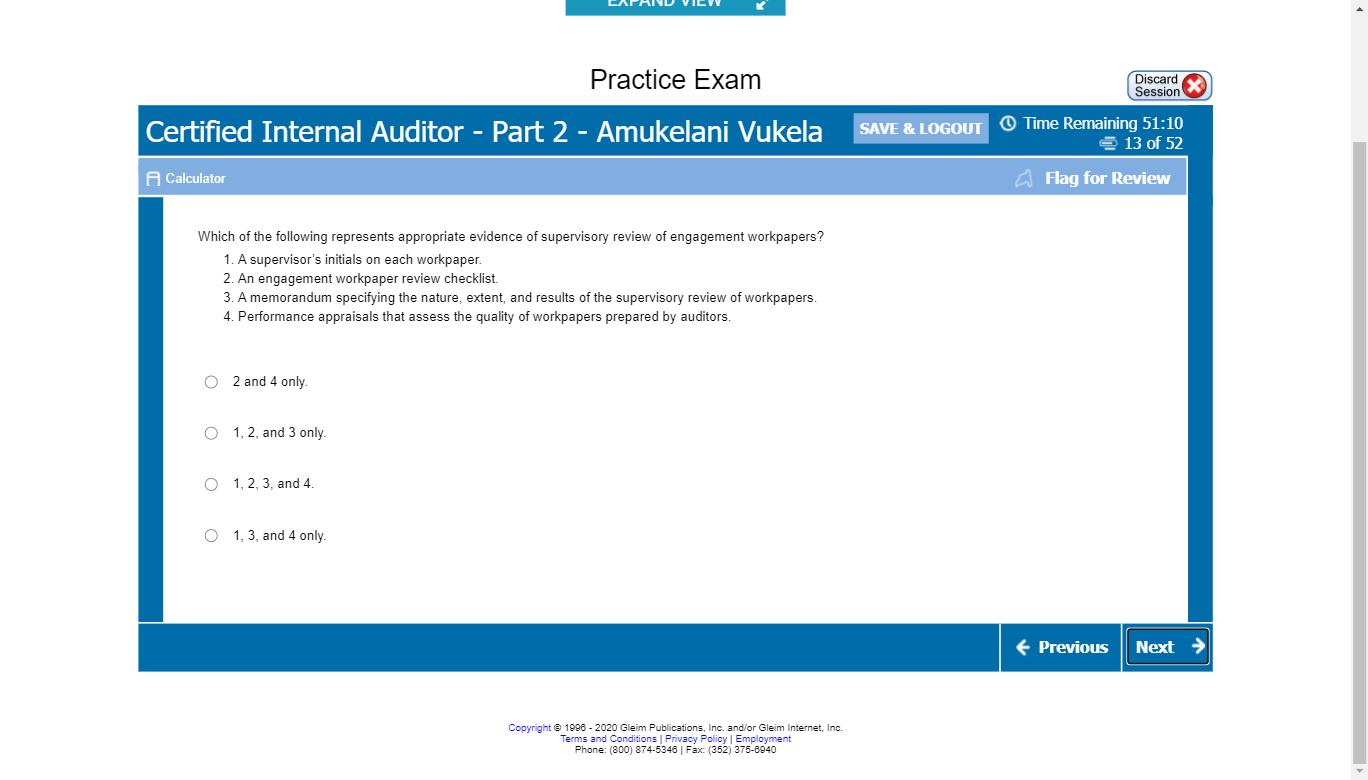 EXPAND VIEW
Practice Exam
Discard
Session
Certified Internal Auditor - Part 2 - Amukelani Vukela
SAVE & LOGOUT
Time Remaining 51:10
13 of 52
Calculator
Flag for Review
Which of the following represents appropriate evidence of supervisory review of engagement workpapers?
1. A supervisor's initials on each workpaper.
2. An engagement workpaper review checklist.
3. A memorandum specifying the nature, extent, and results of the supervisory review of workpapers.
4. Performance appraisals that assess the quality of workpapers prepared by auditors.
2 and 4 only.
1, 2, and 3 only.
1, 2, 3, and 4.
1, 3, and 4 only.
Previous
Next
Copyright © 1996 - 2020 Gleim Publications, Inc. and/or Gleim Internet, Inc.
Terms and Conditions | Privacy Policy | Employment
Phone: (800) 874-5346 | Fax: (352) 375-6940